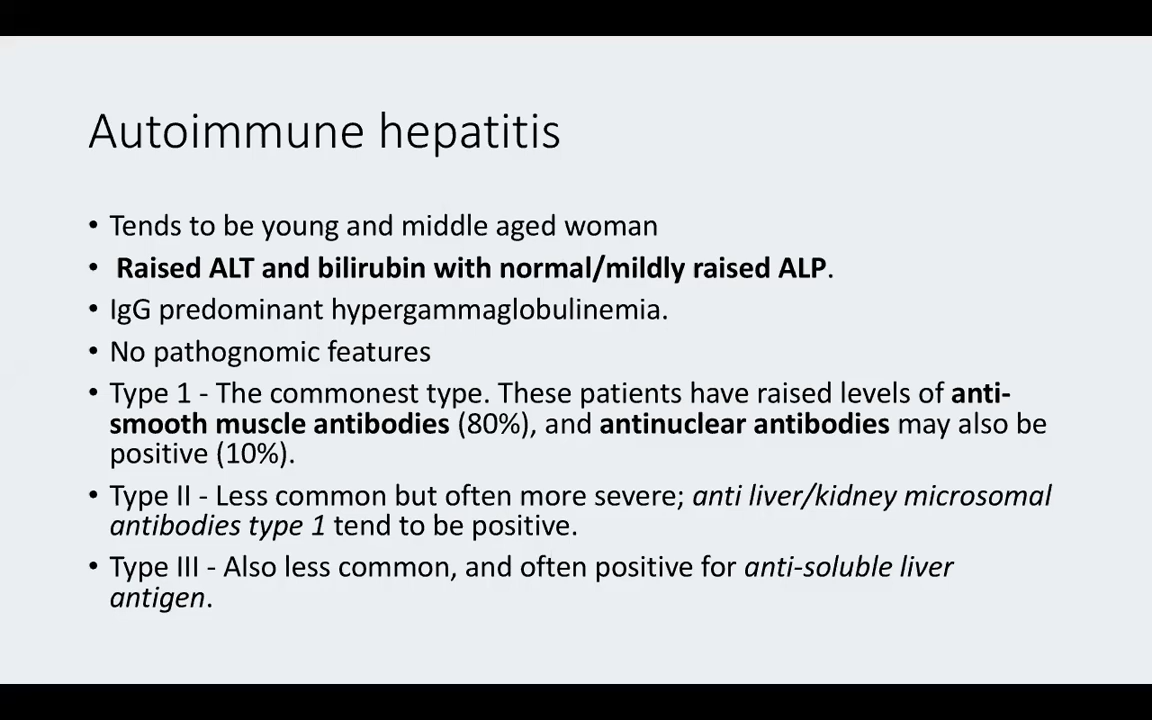 Autoimmune hepatitis
• Tends to be young and middle aged woman
• Raised ALT and bilirubin with normal/mildly raised ALP.
• IgG predominant hypergammaglobulinemia.
• No pathognomic features
• Type 1 - The commonest type. These patients have raised levels of anti-
smooth muscle antibodies (80%), and antinuclear antibodies may also be
positive (10%).
• Type II - Less common but often more severe; anti liver/kidney microsomal
antibodies type 1 tend to be positive.
• Type III - Also less common, and often positive for anti-soluble liver
antigen.